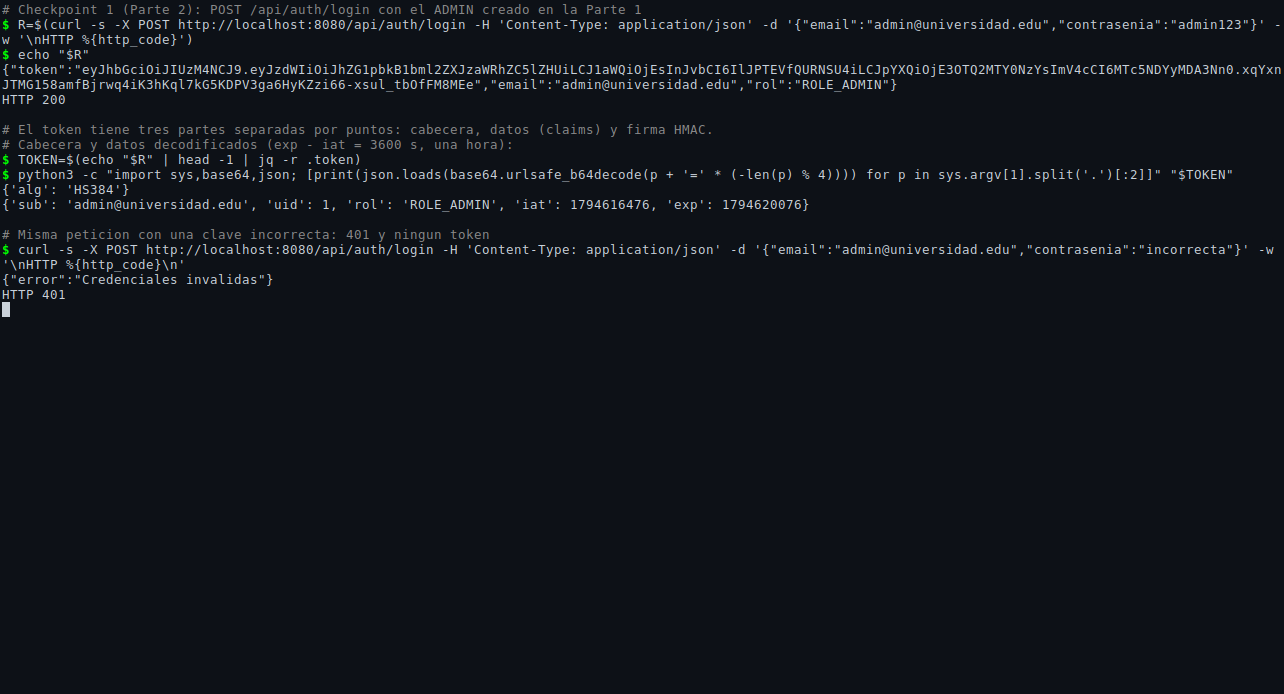 # Checkpoint 1 (Parte 2): POST /api/auth/login con el ADMIN creado en la Parte 1
$ R=$(curl -s -X POST http://localhost:8080/api/auth/login -H 'Content-Type: application/json' -d '{"email":"admin@universidad.edu","contrasenia":"admin123"}' -
w '\nHTTP %{http_code}')
$ echo "$R"
{"token":"eyJhbGciOiJIUzM4NCJ9.eyJzdWIiOiJhZG1pbkB1bml2ZXJzaWRhZC5lZHUiLCJ1aWQiOjEsInJvbCI6IlJPTEVfQURNSU4iLCJpYXQiOjE3OTQ2MTY0NzYsImV4cCI6MTc5NDYyMDA3Nn0.xqYxn
JTMG158amfBjrwq4iK3hKql7kG5KDPV3ga6HyKZzi66-xsul_tbOfFM8MEe","email":"admin@universidad.edu","rol":"ROLE_ADMIN"}
HTTP 200
# El token tiene tres partes separadas por puntos: cabecera, datos (claims) y firma HMAC.
# Cabecera y datos decodificados (exp - iat = 3600 s, una hora):
$ TOKEN=$(echo "$R" | head -1 | jq -r .token)
$ python3 -c "import sys,base64,json; [print(json.loads(base64.urlsafe_b64decode(p + '=' * (-len(p) % 4)))) for p in sys.argv[1].split('.')[:2]]" "$TOKEN"
{'alg': 'HS384'}
{'sub': 'admin@universidad.edu', 'uid': 1, 'rol': 'ROLE_ADMIN', 'iat': 1794616476, 'exp': 1794620076}
# Misma peticion con una clave incorrecta: 401 y ningun token
$ curl -s -X POST http://localhost:8080/api/auth/login -H 'Content-Type: application/json' -d '{"email":"admin@universidad.edu","contrasenia":"incorrecta"}' -w
'\nHTTP %{http_code}\n'
{"error":"Credenciales invalidas"}
HTTP 401